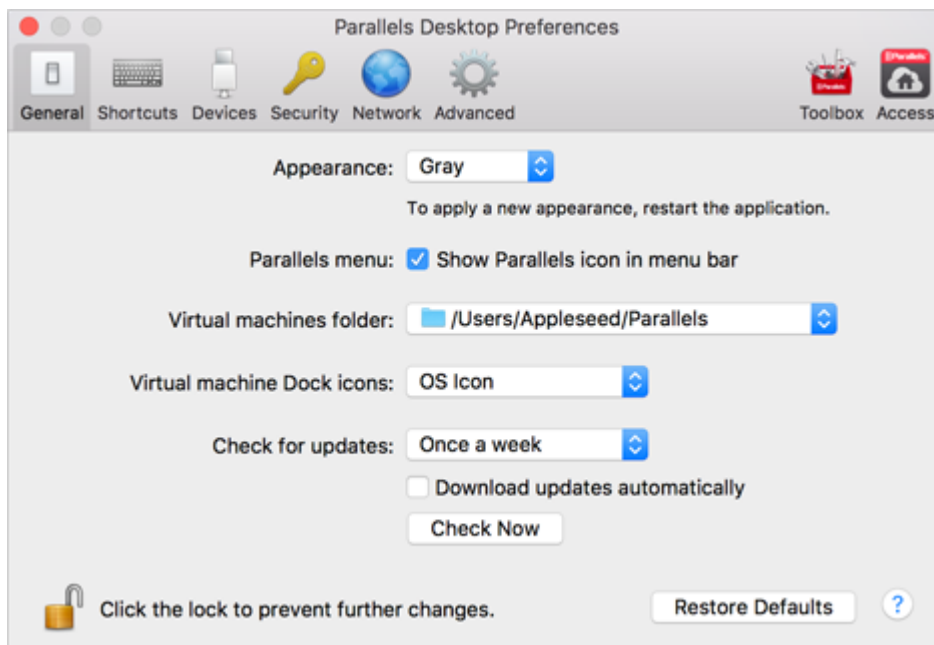 Parallels Desktop Preferences
General Shortcuts Devices Security Network Advanced Toolbox Access
Appearance: Gray
To apply a new appearance, restart the application.
Parallels menu: Show Parallels icon in menu bar
Virtual machines folder: /Users/Appleseed/Parallels
Virtual machine Dock icons: OS Icon
Check for updates: Once a week
Download updates automatically
Check Now
Click the lock to prevent further changes. Restore Defaults ?